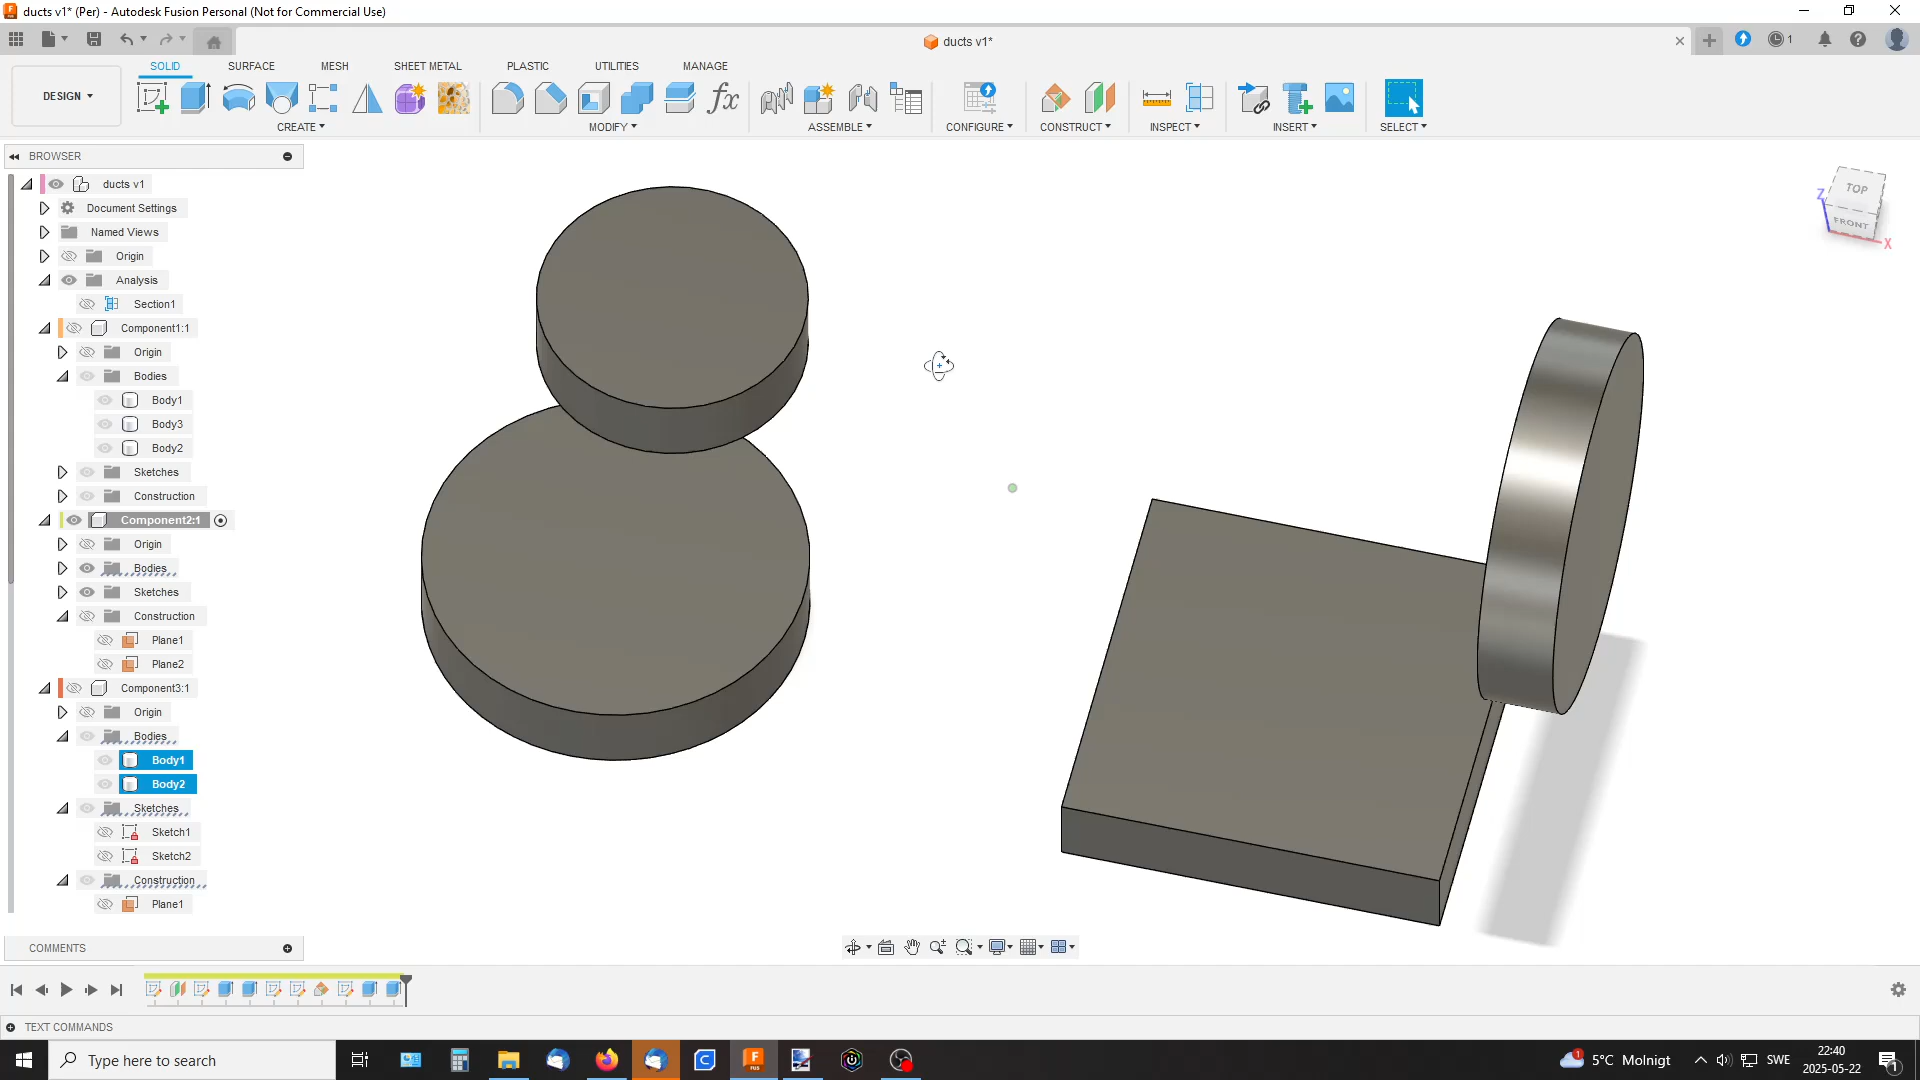 ducts v1* (Per) - Autodesk Fusion Personal (Not for Commercial Use)
ducts v1*
1
SOLID
SURFACE
MESH
SHEET METAL
PLASTIC
UTILITIES
MANAGE
DESIGN
CREATE
MODIFY
ASSEMBLE
CONFIGURE
CONSTRUCT
INSPECT
INSERT
SELECT
BROWSER
ducts v1
Document Settings
Named Views
Origin
Analysis
Section1
Component1:1
Origin
Bodies
Body1
Body3
Body2
Sketches
Construction
Component2:1
Origin
Bodies
Sketches
Construction
Plane1
Plane2
Component3:1
Origin
Bodies
Body1
Body2
Sketches
Sketch1
Sketch2
Construction
Plane1
TOP
FRONT
Z
X
COMMENTS
TEXT COMMANDS
Type here to search
5°C Molnigt
SWE
22:40
2025-05-22